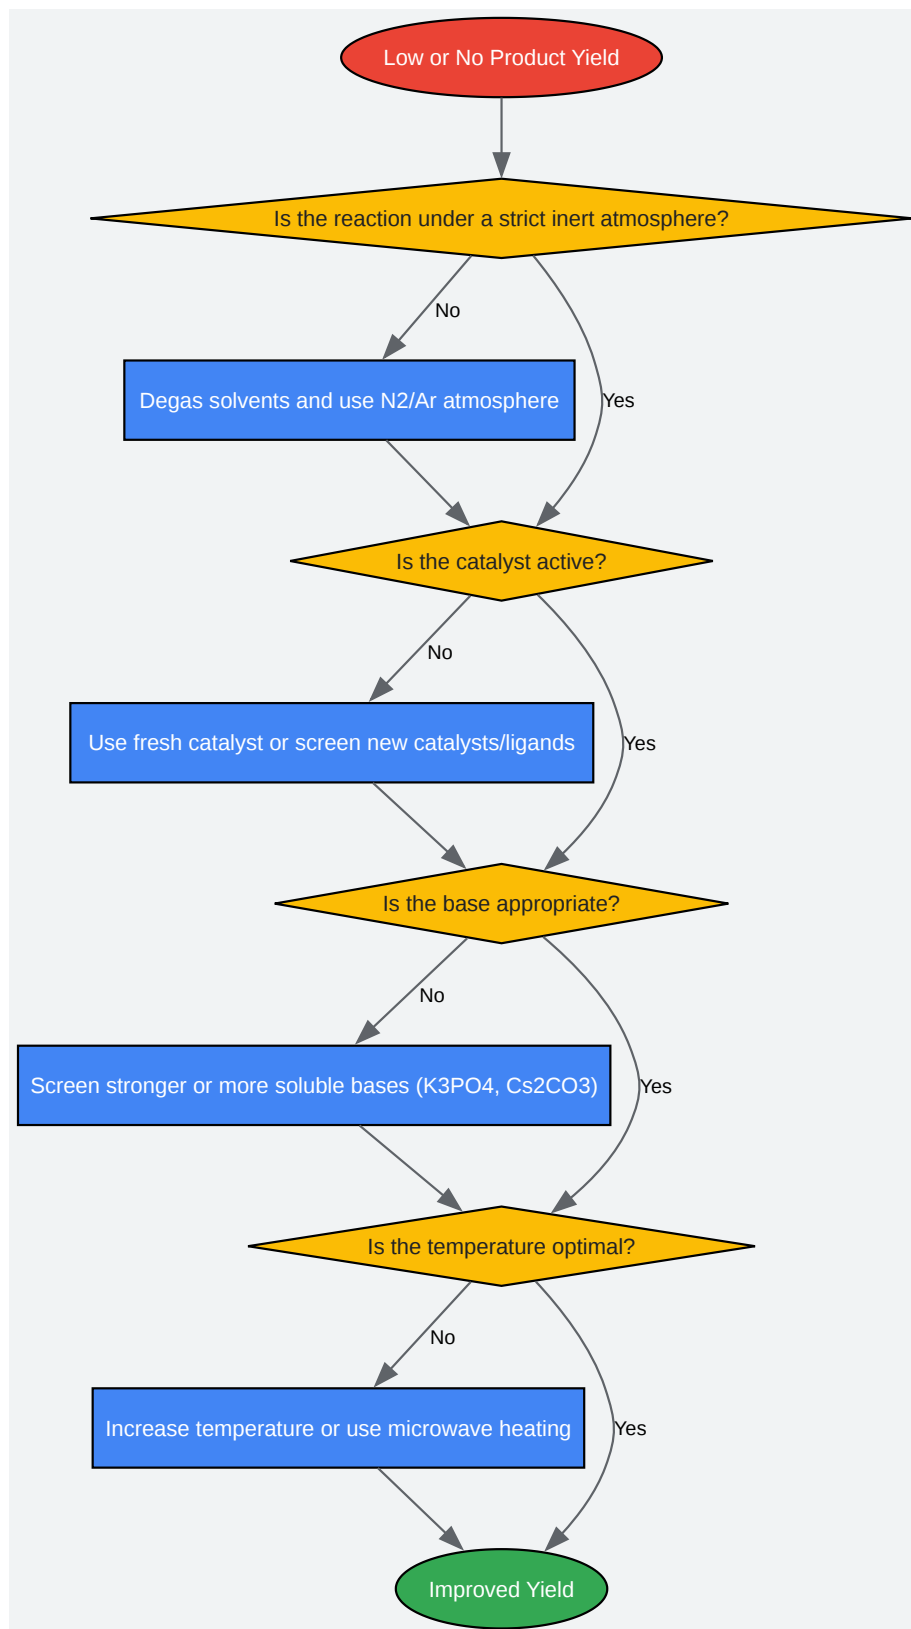 Low or No Product Yield
Is the reaction under a strict inert atmosphere?
No
Degas solvents and use N2/Ar atmosphere
Yes
Is the catalyst active?
No
Use fresh catalyst or screen new catalysts/ligands
Yes
Is the base appropriate?
No
Screen stronger or more soluble bases (K3PO4, Cs2CO3)
Yes
Is the temperature optimal?
No
Increase temperature or use microwave heating
Yes
Improved Yield